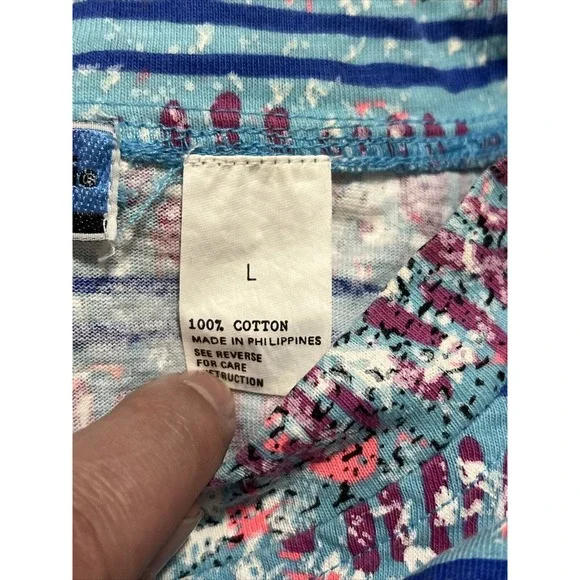 L
100% COTTON
MADE IN PHILIPPINES
SEE REVERSE
FOR CARE